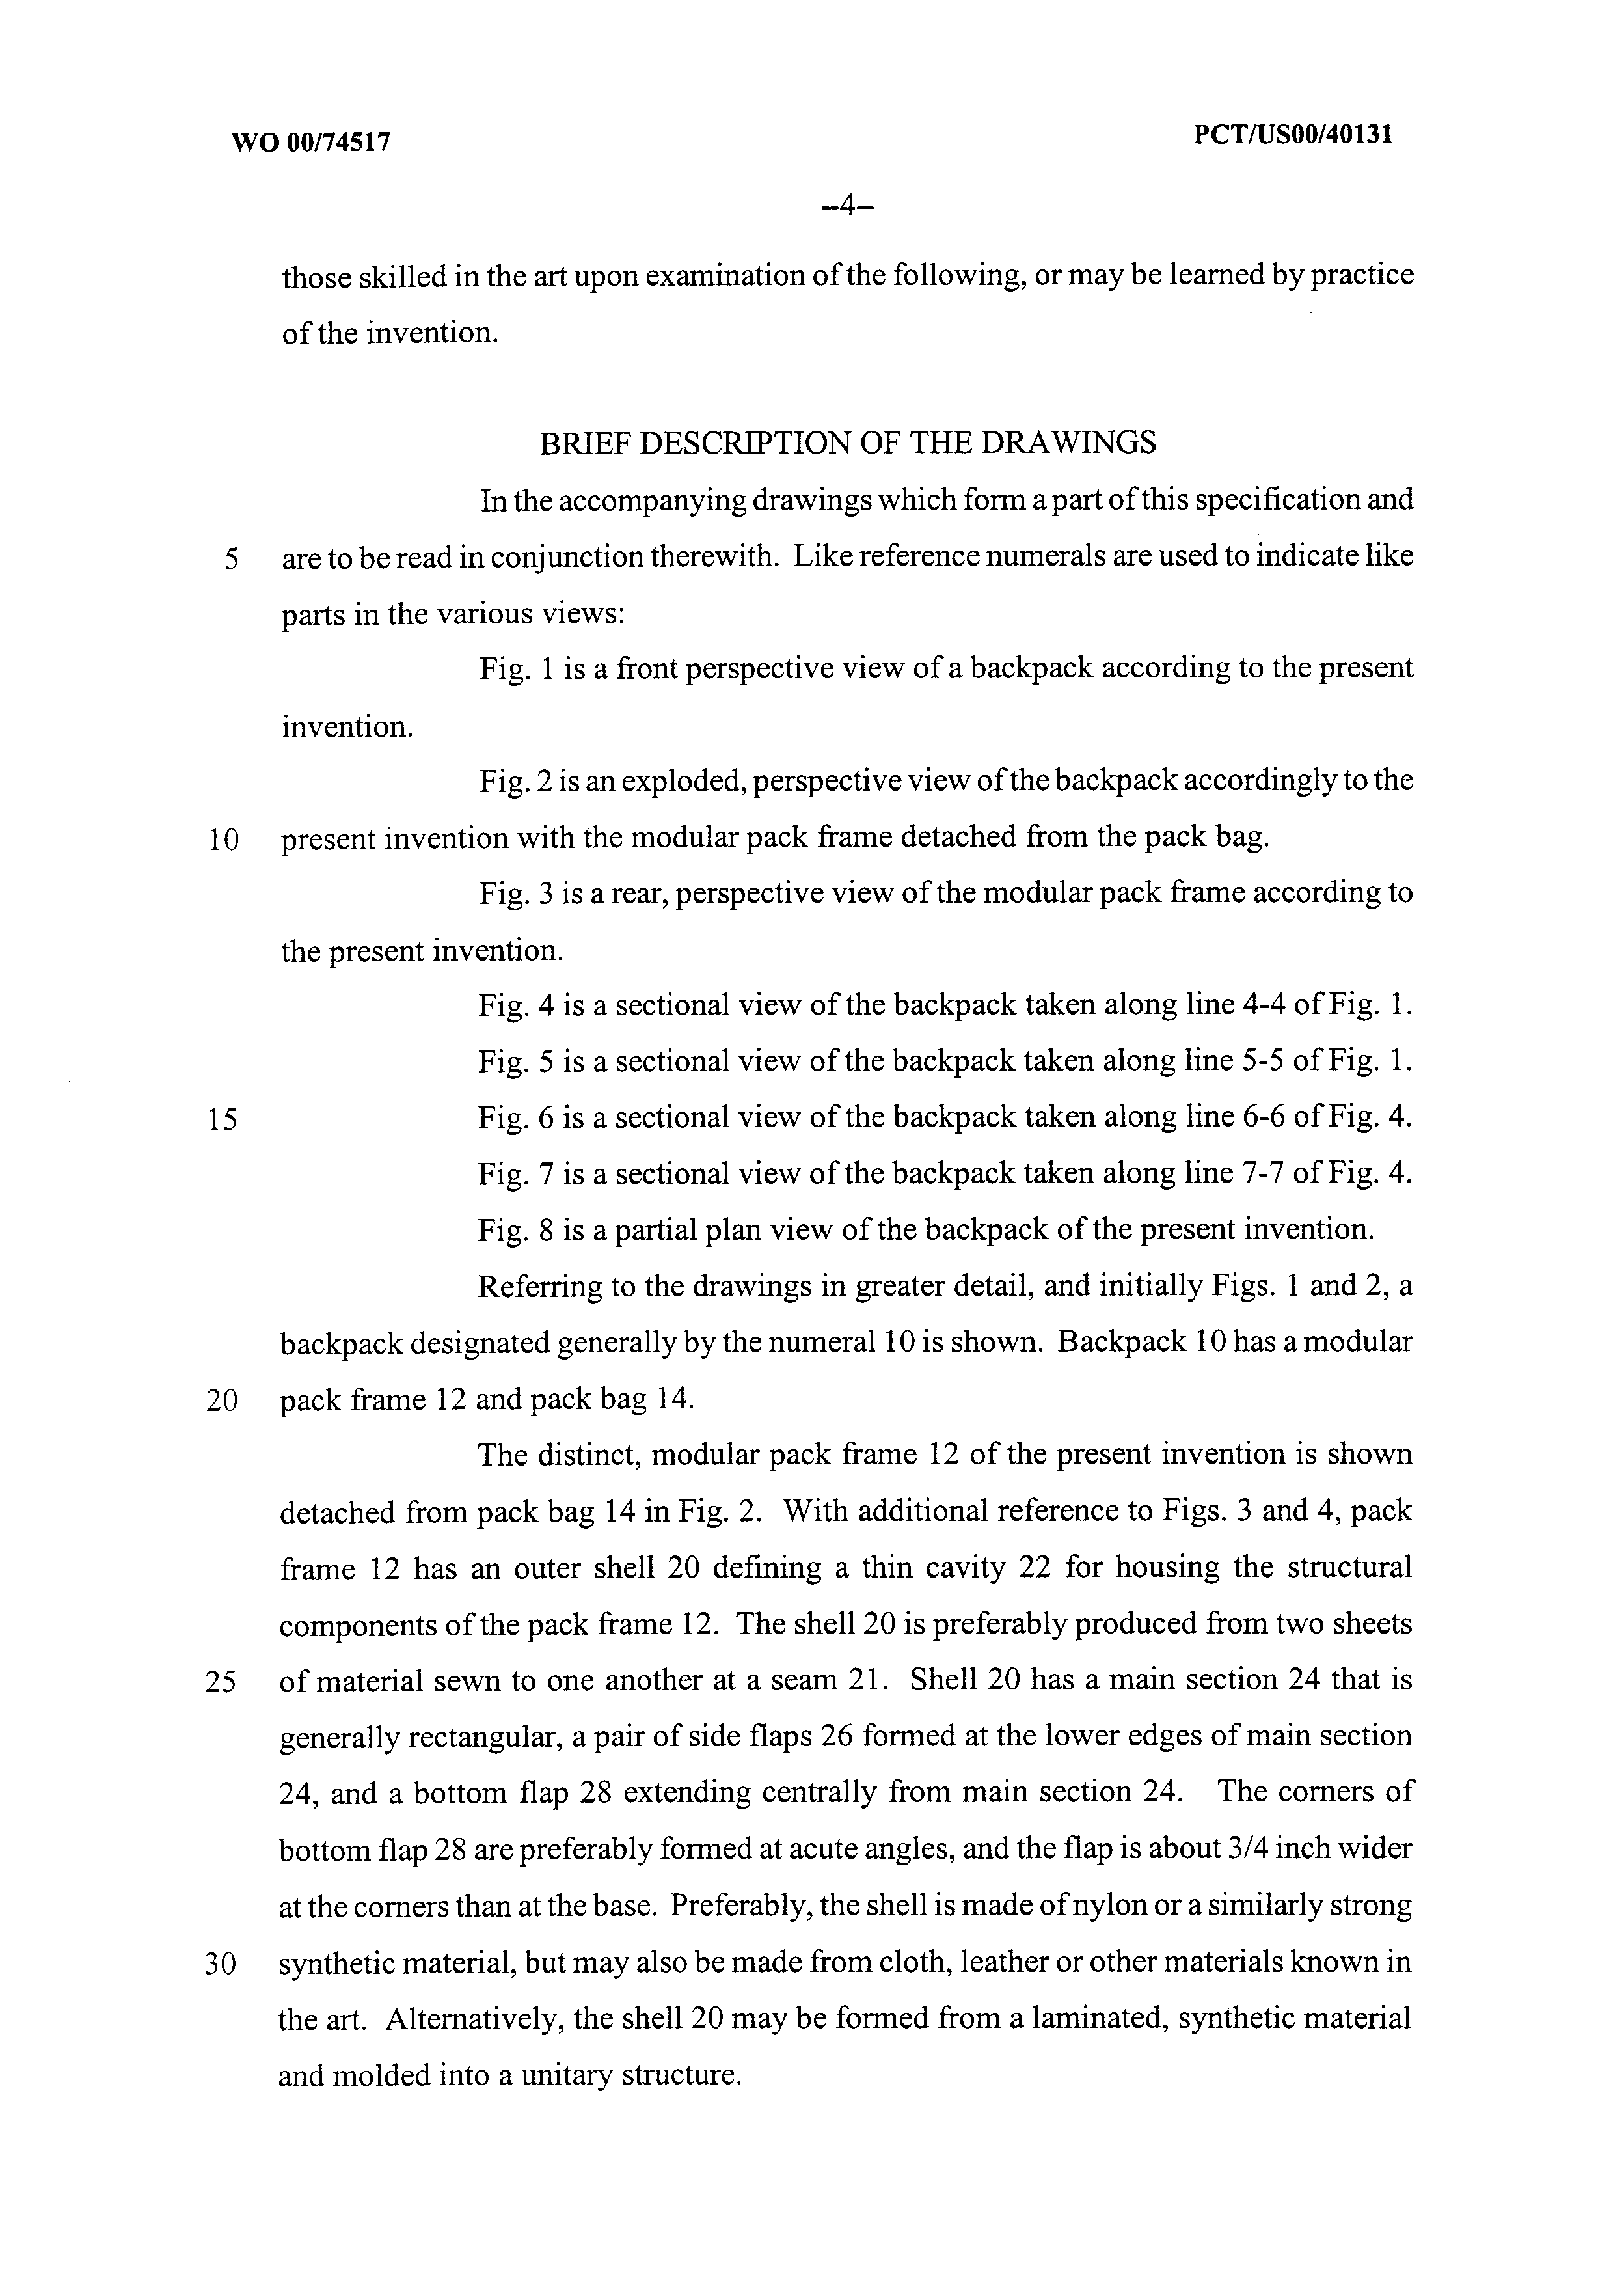 WO 00/74517 PCT/US00/40131
–4–
those skilled in the art upon examination of the following, or may be learned by practice
of the invention.
BRIEF DESCRIPTION OF THE DRAWINGS
In the accompanying drawings which form a part of this specification and
5 are to be read in conjunction therewith. Like reference numerals are used to indicate like
parts in the various views:
Fig. 1 is a front perspective view of a backpack according to the present
invention.
Fig. 2 is an exploded, perspective view of the backpack accordingly to the
10 present invention with the modular pack frame detached from the pack bag.
Fig. 3 is a rear, perspective view of the modular pack frame according to
the present invention.
Fig. 4 is a sectional view of the backpack taken along line 4-4 of Fig. 1.
Fig. 5 is a sectional view of the backpack taken along line 5-5 of Fig. 1.
15 Fig. 6 is a sectional view of the backpack taken along line 6-6 of Fig. 4.
Fig. 7 is a sectional view of the backpack taken along line 7-7 of Fig. 4.
Fig. 8 is a partial plan view of the backpack of the present invention.
Referring to the drawings in greater detail, and initially Figs. 1 and 2, a
backpack designated generally by the numeral 10 is shown. Backpack 10 has a modular
20 pack frame 12 and pack bag 14.
The distinct, modular pack frame 12 of the present invention is shown
detached from pack bag 14 in Fig. 2. With additional reference to Figs. 3 and 4, pack
frame 12 has an outer shell 20 defining a thin cavity 22 for housing the structural
components of the pack frame 12. The shell 20 is preferably produced from two sheets
25 of material sewn to one another at a seam 21. Shell 20 has a main section 24 that is
generally rectangular, a pair of side flaps 26 formed at the lower edges of main section
24, and a bottom flap 28 extending centrally from main section 24. The corners of
bottom flap 28 are preferably formed at acute angles, and the flap is about 3/4 inch wider
at the corners than at the base. Preferably, the shell is made of nylon or a similarly strong
30 synthetic material, but may also be made from cloth, leather or other materials known in
the art. Alternatively, the shell 20 may be formed from a laminated, synthetic material
and molded into a unitary structure.